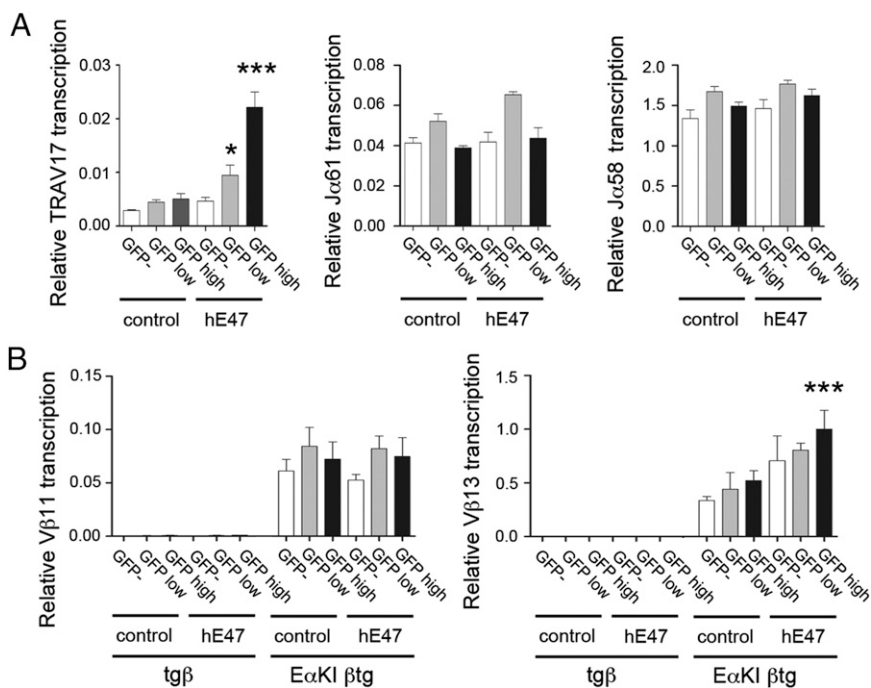 A
Relative TRAV17 transcription
0.03
0.02
0.01
0.00
*
***
GFP-
GFP low
GFP high
GFP-
GFP low
GFP high
control
hE47
Relative Jα61 transcription
0.08
0.06
0.04
0.02
0.00
GFP-
GFP low
GFP high
GFP-
GFP low
GFP high
control
hE47
Relative Jα58 transcription
2.0
1.5
1.0
0.5
0.0
GFP-
GFP low
GFP high
GFP-
GFP low
GFP high
control
hE47
B
Relative Vβ11 transcription
0.15
0.10
0.05
0.00
GFP-
GFP low
GFP high
GFP-
GFP low
GFP high
GFP-
GFP low
GFP high
GFP-
GFP low
GFP high
control
hE47
control
hE47
tgβ
EαKI βtg
Relative Vβ13 transcription
1.5
1.0
0.5
0.0
***
GFP-
GFP low
GFP high
GFP-
GFP low
GFP high
GFP-
GFP low
GFP high
GFP-
GFP low
GFP high
control
hE47
control
hE47
tgβ
EαKI βtg